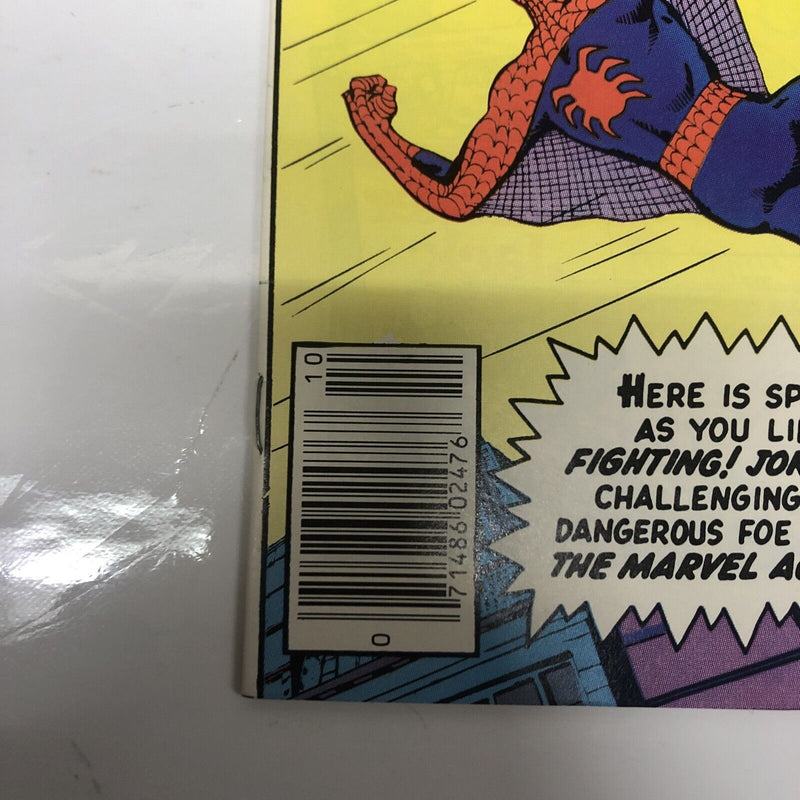 10
71486 02476
0
HERE IS SP
AS YOU LI
FIGHTING! JO
CHALLENGING
DANGEROUS FOE
THE MARVEL A